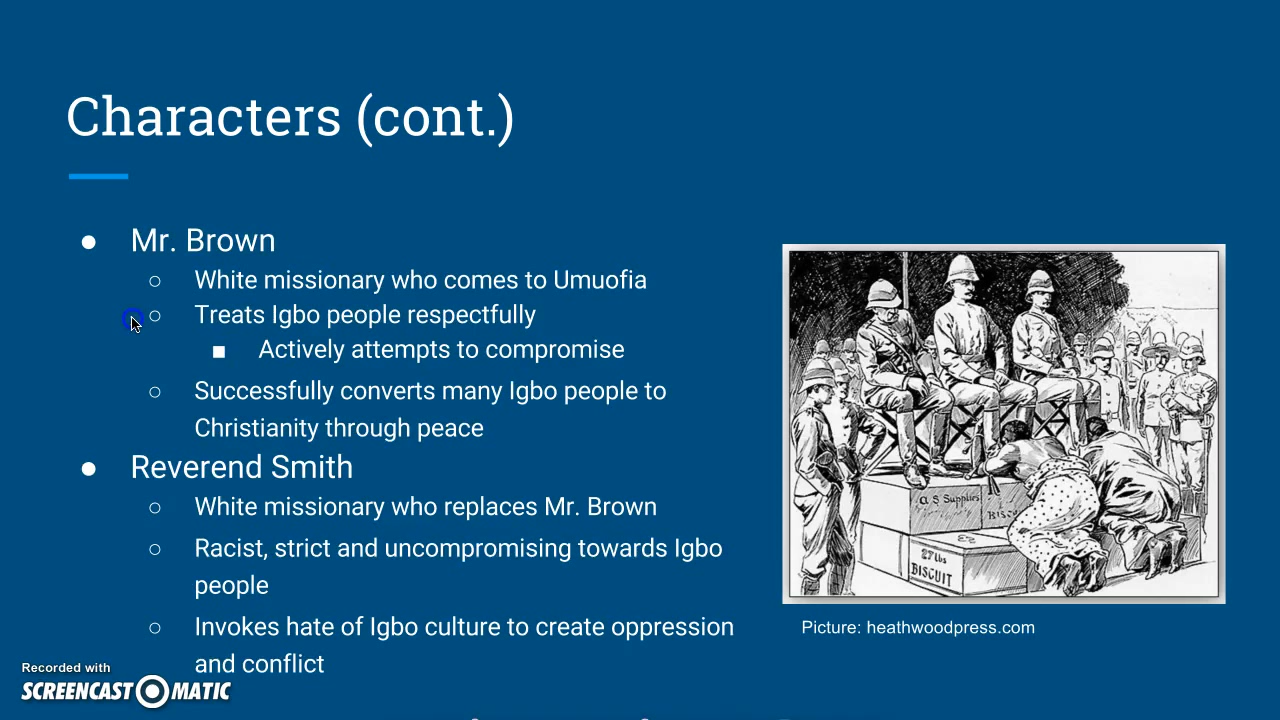 Characters (cont.)
● Mr. Brown
○ White missionary who comes to Umuofia
○ Treats Igbo people respectfully
■ Actively attempts to compromise
○ Successfully converts many Igbo people to
Christianity through peace
● Reverend Smith
○ White missionary who replaces Mr. Brown
○ Racist, strict and uncompromising towards Igbo
people
○ Invokes hate of Igbo culture to create oppression
and conflict
a S Supplies
27 lbs
BISCUIT
Picture: heathwoodpress.com
Recorded with
SCREENCAST MATIC